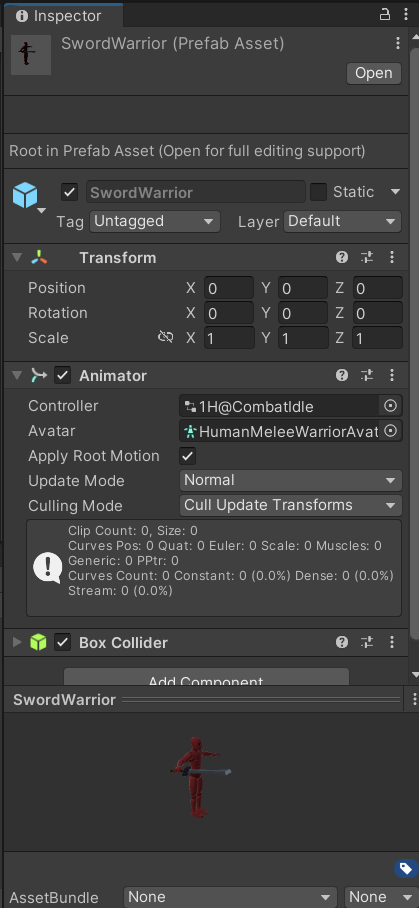 Inspector
SwordWarrior (Prefab Asset)
Open
Root in Prefab Asset (Open for full editing support)
SwordWarrior Static
Tag Untagged Layer Default
Transform
Position X 0 Y 0 Z 0
Rotation X 0 Y 0 Z 0
Scale X 1 Y 1 Z 1
Animator
Controller 1H@CombatIdle
Avatar HumanMeleeWarriorAvat
Apply Root Motion
Update Mode Normal
Culling Mode Cull Update Transforms
Clip Count: 0, Size: 0
Curves Pos: 0 Quat: 0 Euler: 0 Scale: 0 Muscles: 0
Generic: 0 PPtr: 0
Curves Count: 0 Constant: 0 (0.0%) Dense: 0 (0.0%)
Stream: 0 (0.0%)
Box Collider
Add Component
SwordWarrior
AssetBundle None None